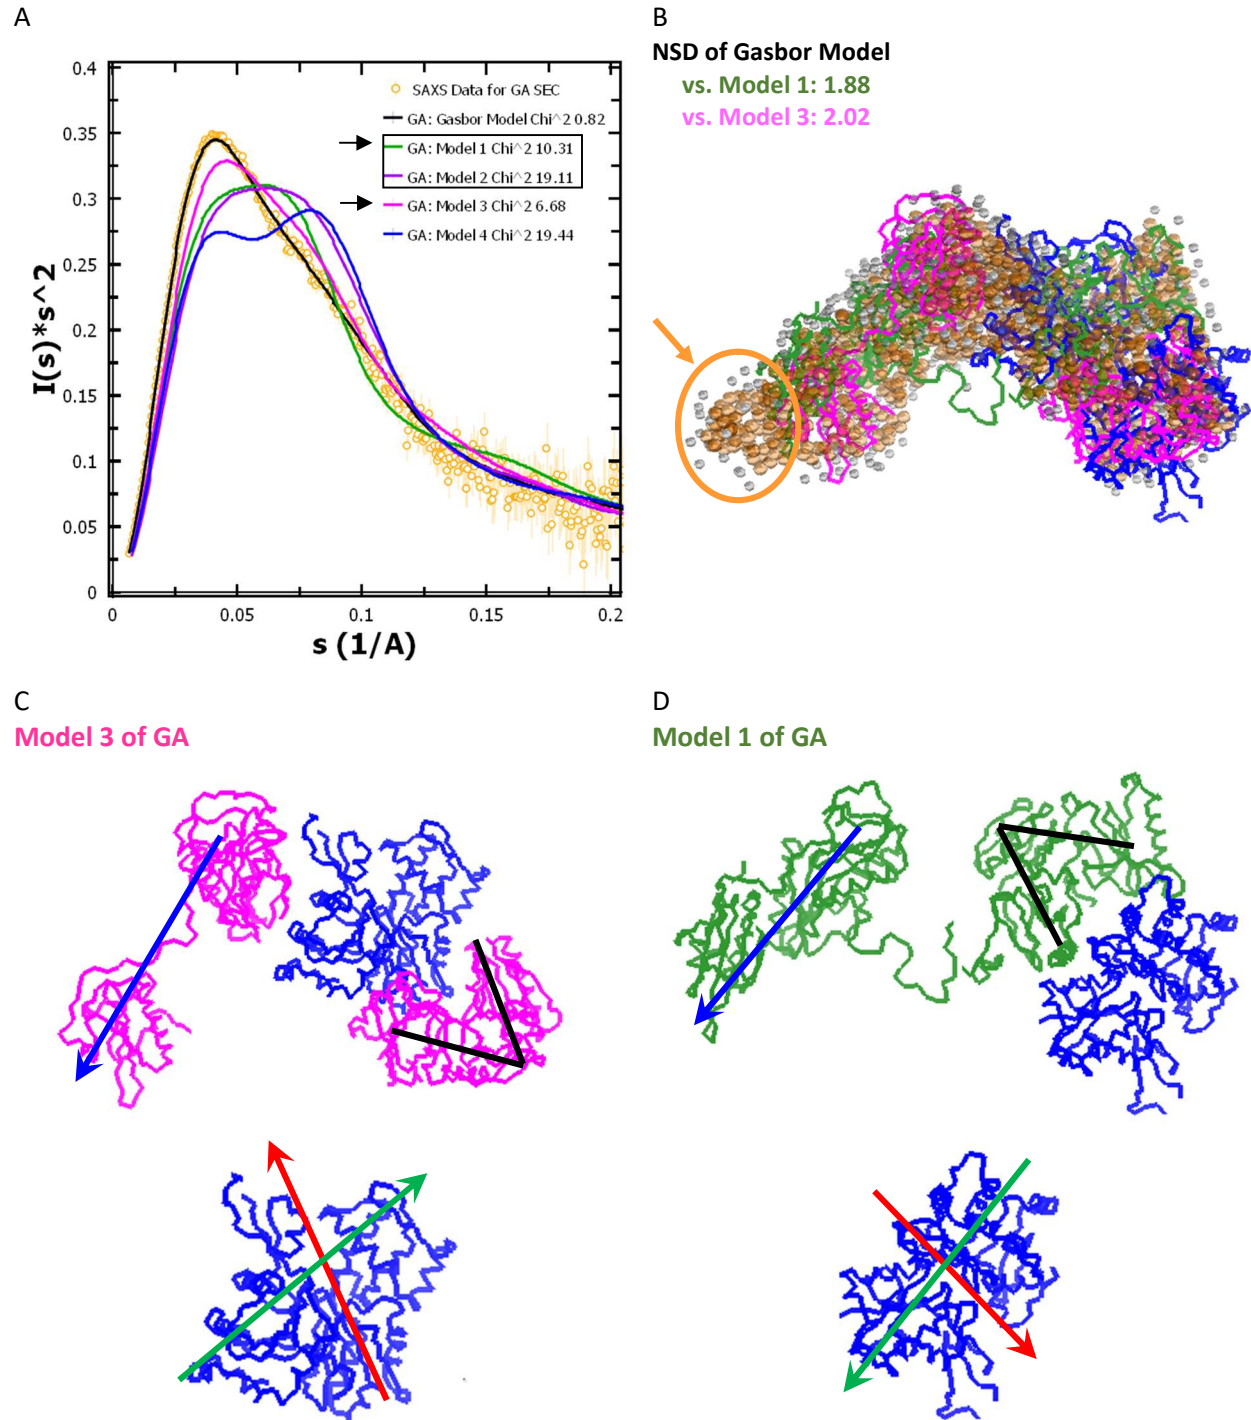 A
0.4
0.35
0.3
0.25
0.2
0.15
0.1
0.05
0
I(s)*s^2
0
0.05
0.1
0.15
0.2
s (1/A)
SAXS Data for GA SEC
GA: Gasbor Model Chi^2 0.82
GA: Model 1 Chi^2 10.31
GA: Model 2 Chi^2 19.11
GA: Model 3 Chi^2 6.68
GA: Model 4 Chi^2 19.44
B
NSD of Gasbor Model
vs. Model 1: 1.88
vs. Model 3: 2.02
C
Model 3 of GA
D
Model 1 of GA